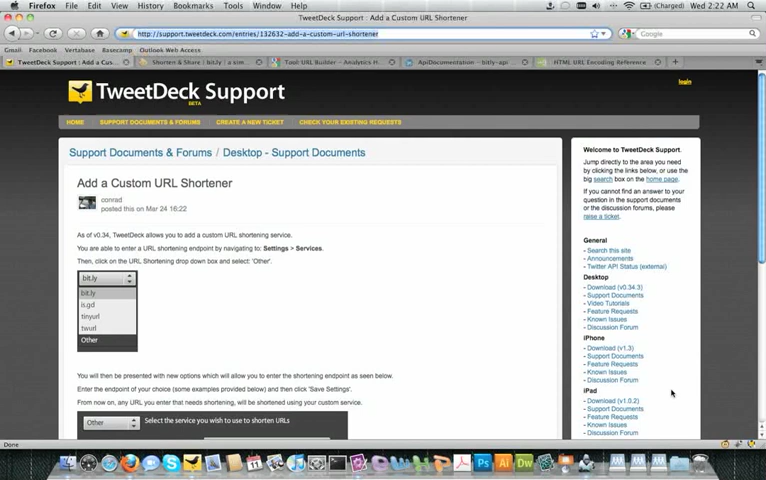 Firefox File Edit View History Bookmarks Tools Window Help
(Charged) Wed 2:22 AM
TweetDeck Support : Add a Custom URL Shortener
http://support.tweetdeck.com/entries/132632-add-a-custom-url-shortener
Google
Gmail Facebook Vertabase Basecamp Outlook Web Access
TweetDeck Support : Add a Cus...
Shorten & Share | bit.ly | a sim...
Tool: URL Builder - Analytics H...
ApiDocumentation - bitly-api ...
HTML URL Encoding Reference
login
TweetDeck Support
BETA
HOME SUPPORT DOCUMENTS & FORUMS CREATE A NEW TICKET CHECK YOUR EXISTING REQUESTS
Support Documents & Forums / Desktop - Support Documents
Add a Custom URL Shortener
conrad
posted this on Mar 24 16:22
As of v0.34, TweetDeck allows you to add a custom URL shortening service.
You are able to enter a URL shortening endpoint by navigating to: Settings > Services.
Then, click on the URL Shortening drop down box and select: 'Other'.
bit.ly
bit.ly
is.gd
tinyurl
twurl
Other
You will then be presented with new options which will allow you to enter the shortening endpoint as seen below.
Enter the endpoint of your choice (some examples provided below) and then click 'Save Settings'.
From now on, any URL you enter that needs shortening, will be shortened using your custom service.
Other Select the service you wish to use to shorten URLs
Welcome to TweetDeck Support.
Jump directly to the area you need
by clicking the links below, or use the
big search box on the home page.
If you cannot find an answer to your
question in the support documents
or the discussion forums, please
raise a ticket.
General
- Search this site
- Announcements
- Twitter API Status (external)
Desktop
- Download (v0.34.3)
- Support Documents
- Video Tutorials
- Feature Requests
- Known Issues
- Discussion Forum
iPhone
- Download (v1.3)
- Support Documents
- Feature Requests
- Known Issues
- Discussion Forum
iPad
- Download (v1.0.2)
- Support Documents
- Feature Requests
- Known Issues
- Discussion Forum
Done
Ps Ai Dw